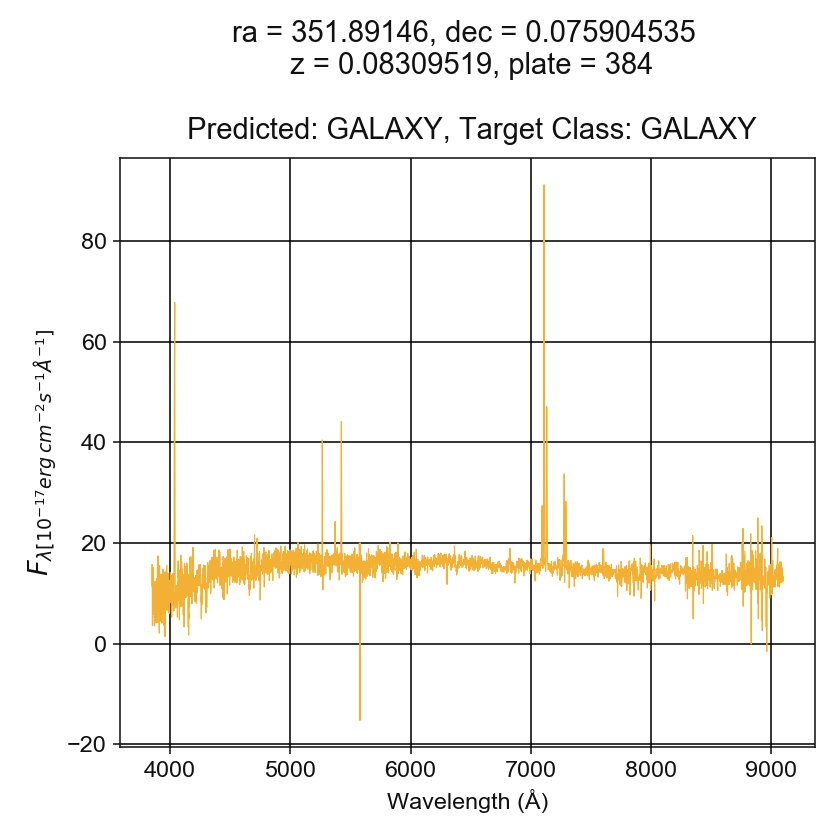 ra = 351.89146, dec = 0.075904535
z = 0.08309519, plate = 384
Predicted: GALAXY, Target Class: GALAXY
80
60
40
20
0
−20
F_{λ[10^{−17} erg cm^{−2} s^{−1} Å^{−1}]}
4000 5000 6000 7000 8000 9000
Wavelength (Å)